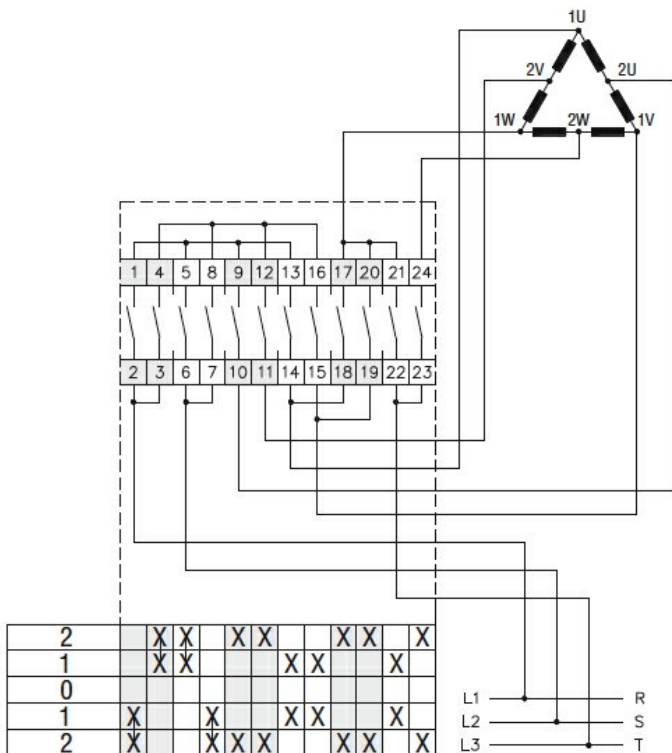 1U
2V 2U
1W 2W 1V
1 4 5 8 9 12 13 16 17 20 21 24
2 3 6 7 10 11 14 15 18 19 22 23
2 X X X X X X X
1 X X X X X
0
1 X X X X X
2 X X X X X X X
L1 R
L2 S
L3 T